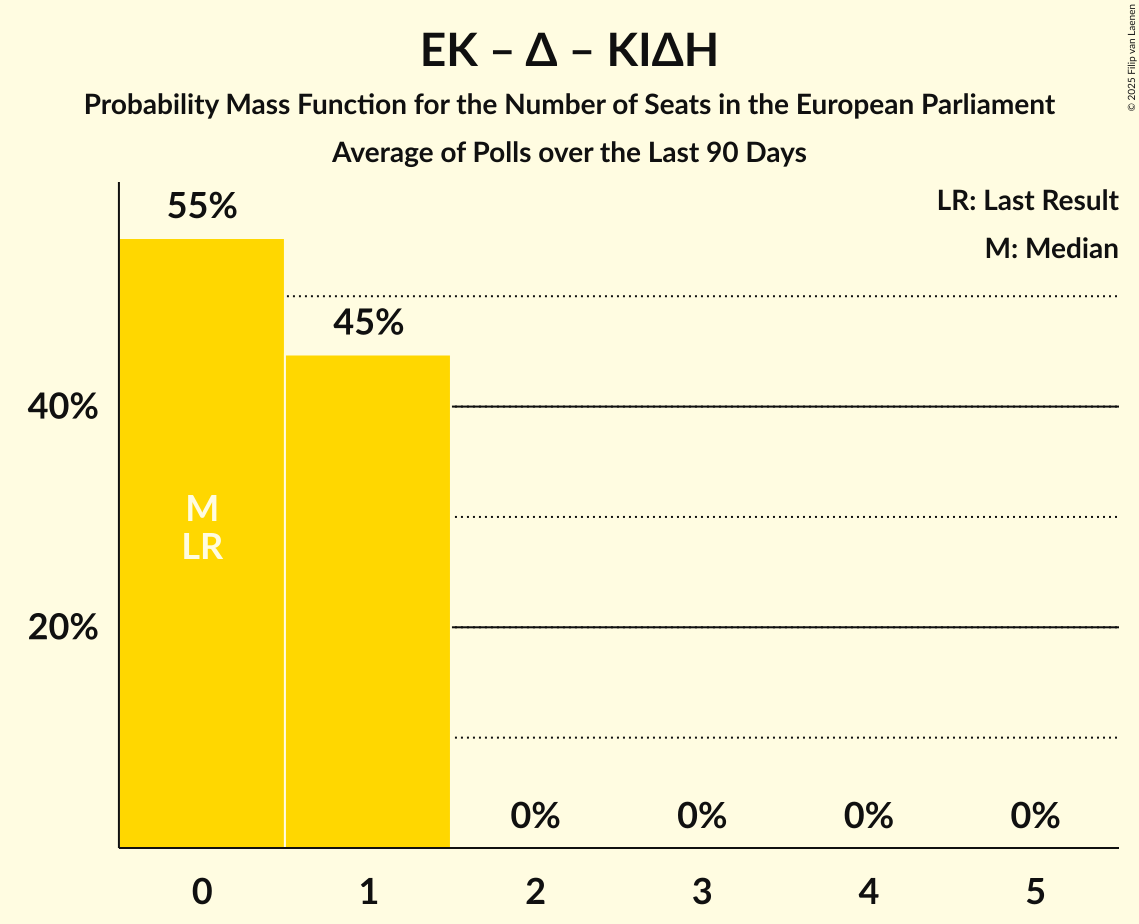 ΕΚ – Δ – ΚΙΔΗ
Probability Mass Function for the Number of Seats in the European Parliament
Average of Polls over the Last 90 Days
© 2025 Filip van Laenen
LR: Last Result
M: Median
55%
45%
40%
20%
M
LR
0% 0% 0% 0%
0 1 2 3 4 5